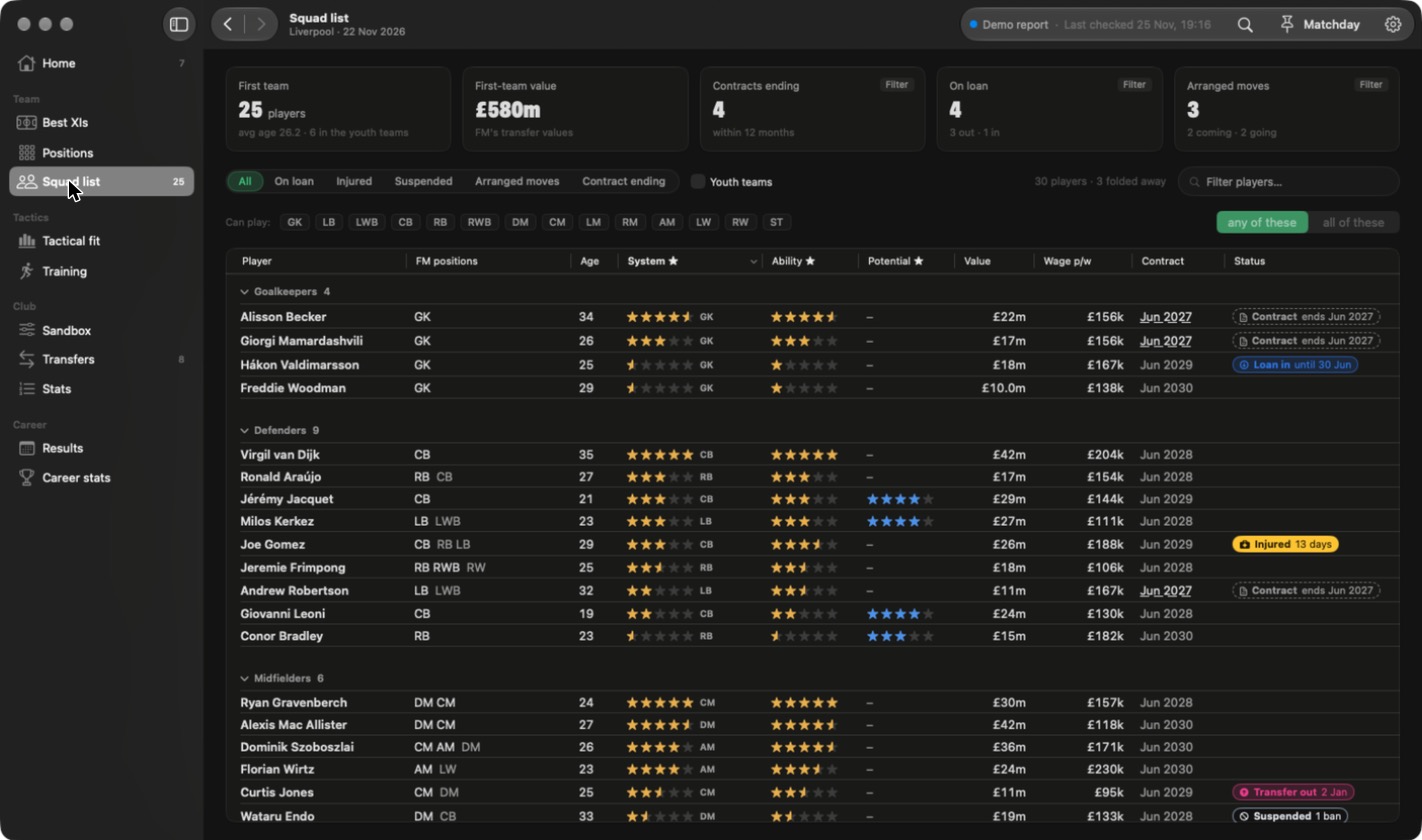 Squad list
Liverpool · 22 Nov 2026
Demo report · Last checked 25 Nov, 19:16
Matchday
Home 7
Team
Best XIs
Positions
Squad list 25
Tactics
Tactical fit
Training
Club
Sandbox
Transfers 8
Stats
Career
Results
Career stats
First team
25 players
avg age 26.2 · 6 in the youth teams
First-team value
£580m
FM's transfer values
Contracts ending Filter
4
within 12 months
On loan Filter
4
3 out · 1 in
Arranged moves Filter
3
2 coming · 2 going
All On loan Injured Suspended Arranged moves Contract ending Youth teams 30 players · 3 folded away Filter players...
Can play: GK LB LWB CB RB RWB DM CM LM RM AM LW RW ST any of these all of these
Player FM positions Age System ★ Ability ★ Potential ★ Value Wage p/w Contract Status
Goalkeepers 4
Alisson Becker GK 34 GK – £22m £156k Jun 2027 Contract ends Jun 2027
Giorgi Mamardashvili GK 26 GK – £17m £156k Jun 2027 Contract ends Jun 2027
Hákon Valdimarsson GK 25 GK – £18m £167k Jun 2029 Loan in until 30 Jun
Freddie Woodman GK 29 GK – £10.0m £138k Jun 2030
Defenders 9
Virgil van Dijk CB 35 CB – £42m £204k Jun 2028
Ronald Araújo RB CB 27 RB – £17m £154k Jun 2028
Jérémy Jacquet CB 21 CB £29m £144k Jun 2029
Milos Kerkez LB LWB 23 LB £27m £111k Jun 2028
Joe Gomez CB RB LB 29 CB – £26m £188k Jun 2029 Injured 13 days
Jeremie Frimpong RB RWB RW 25 RB – £18m £106k Jun 2028
Andrew Robertson LB LWB 32 LB – £11m £167k Jun 2027 Contract ends Jun 2027
Giovanni Leoni CB 19 CB £24m £130k Jun 2028
Conor Bradley RB 23 RB £15m £182k Jun 2030
Midfielders 6
Ryan Gravenberch DM CM 24 CM – £30m £157k Jun 2028
Alexis Mac Allister DM CM 27 DM – £42m £118k Jun 2030
Dominik Szoboszlai CM AM DM 26 AM – £36m £171k Jun 2030
Florian Wirtz AM LW 23 AM – £24m £230k Jun 2030
Curtis Jones CM DM 25 CM – £11m £95k Jun 2029 Transfer out 2 Jan
Wataru Endo DM CB 33 DM – £19m £133k Jun 2028 Suspended 1 ban